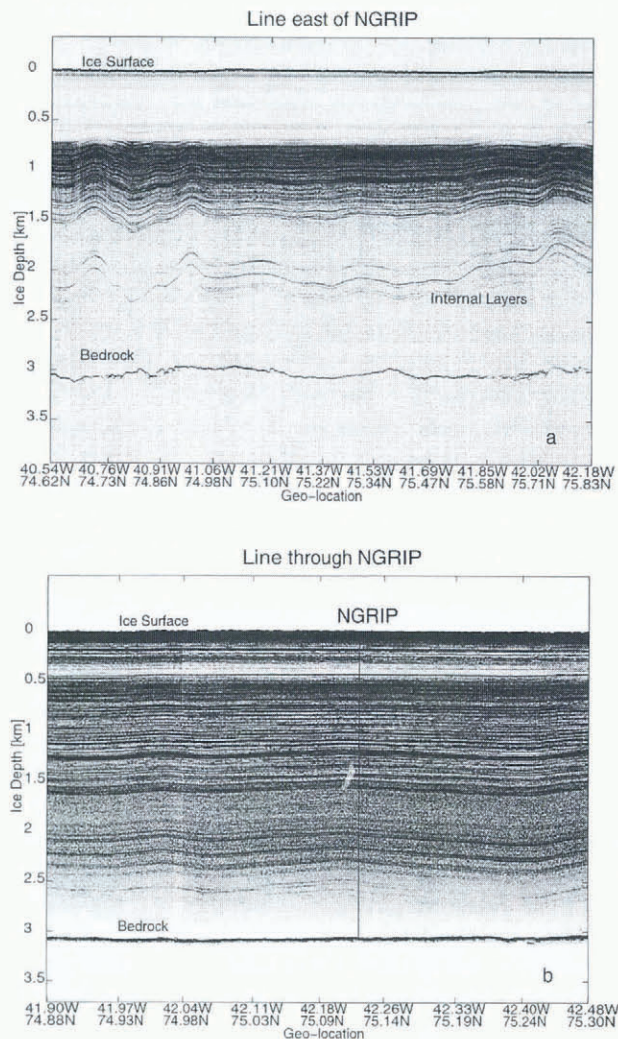 Line east of NGRIP
Ice Surface
0
0.5
1
1.5
2
2.5
3
3.5
Ice Depth [km]
Internal Layers
Bedrock
a
40.54W 40.76W 40.91W 41.06W 41.21W 41.37W 41.53W 41.69W 41.85W 42.02W 42.18W
74.62N 74.73N 74.86N 74.98N 75.10N 75.22N 75.34N 75.47N 75.58N 75.71N 75.83N
Geo-location
Line through NGRIP
Ice Surface
NGRIP
0
0.5
1
1.5
2
2.5
3
3.5
Ice Depth [km]
Bedrock
b
41.90W 41.97W 42.04W 42.11W 42.18W 42.26W 42.33W 42.40W 42.48W
74.88N 74.93N 74.98N 75.03N 75.09N 75.14N 75.19N 75.24N 75.30N
Geo-location